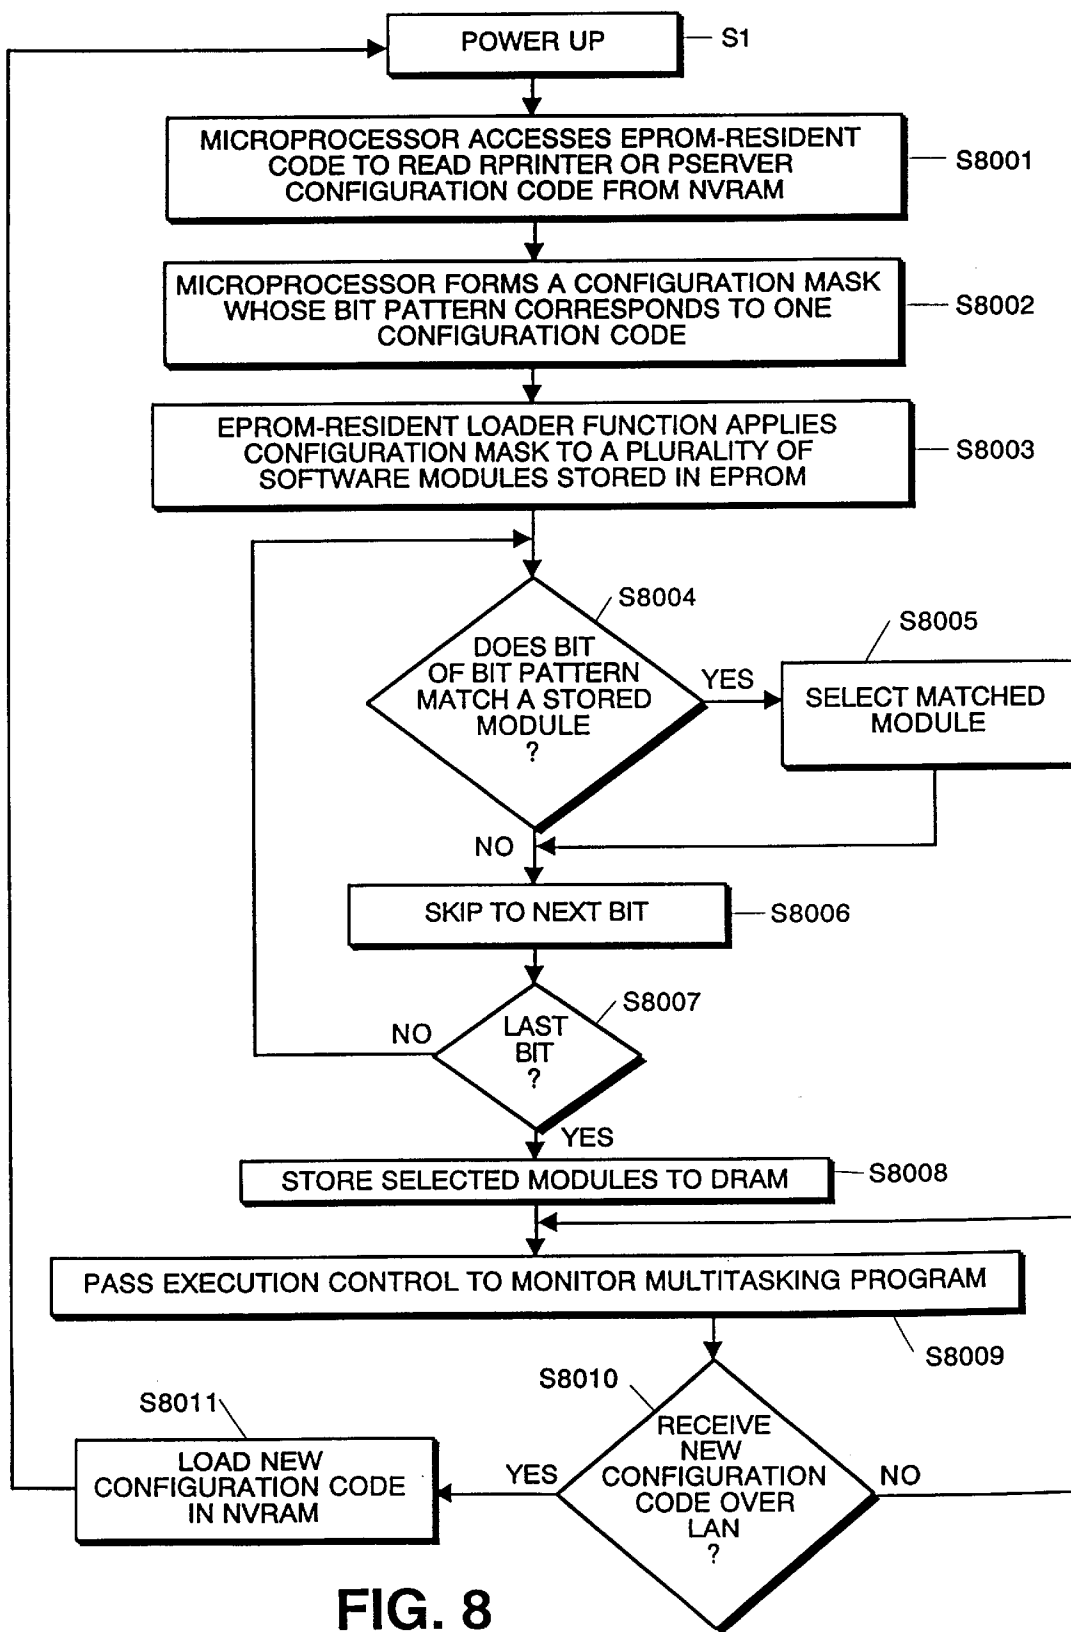 POWER UP
S1
MICROPROCESSOR ACCESSES EPROM-RESIDENT
CODE TO READ RPRINTER OR PSERVER
CONFIGURATION CODE FROM NVRAM
S8001
MICROPROCESSOR FORMS A CONFIGURATION MASK
WHOSE BIT PATTERN CORRESPONDS TO ONE
CONFIGURATION CODE
S8002
EPROM-RESIDENT LOADER FUNCTION APPLIES
CONFIGURATION MASK TO A PLURALITY OF
SOFTWARE MODULES STORED IN EPROM
S8003
S8004
DOES BIT
OF BIT PATTERN
MATCH A STORED
MODULE
?
YES
S8005
SELECT MATCHED
MODULE
NO
SKIP TO NEXT BIT
S8006
S8007
LAST
BIT
?
NO
YES
STORE SELECTED MODULES TO DRAM
S8008
PASS EXECUTION CONTROL TO MONITOR MULTITASKING PROGRAM
S8009
S8010
RECEIVE
NEW
CONFIGURATION
CODE OVER
LAN
?
YES
NO
S8011
LOAD NEW
CONFIGURATION CODE
IN NVRAM
FIG. 8